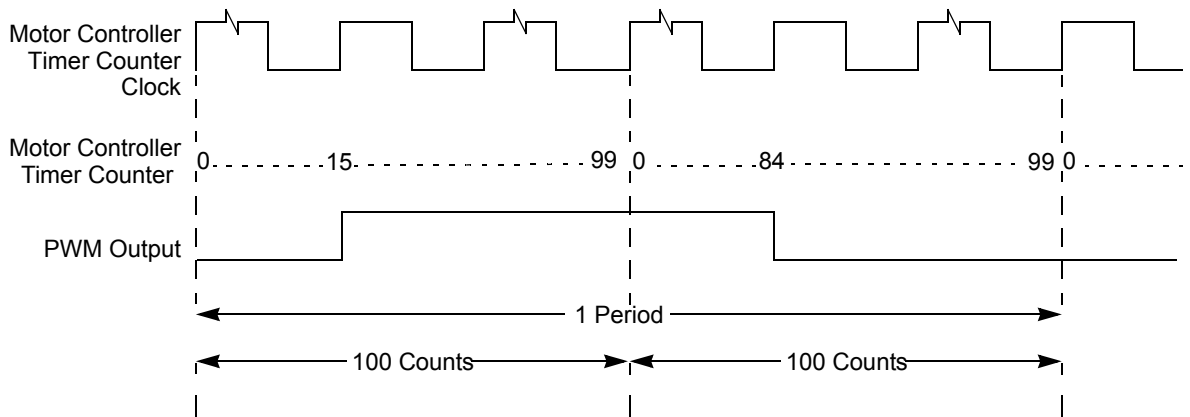 Motor Controller
Timer Counter
Clock
Motor Controller
Timer Counter
0 15 99 0 84 99 0
PWM Output
1 Period
100 Counts 100 Counts